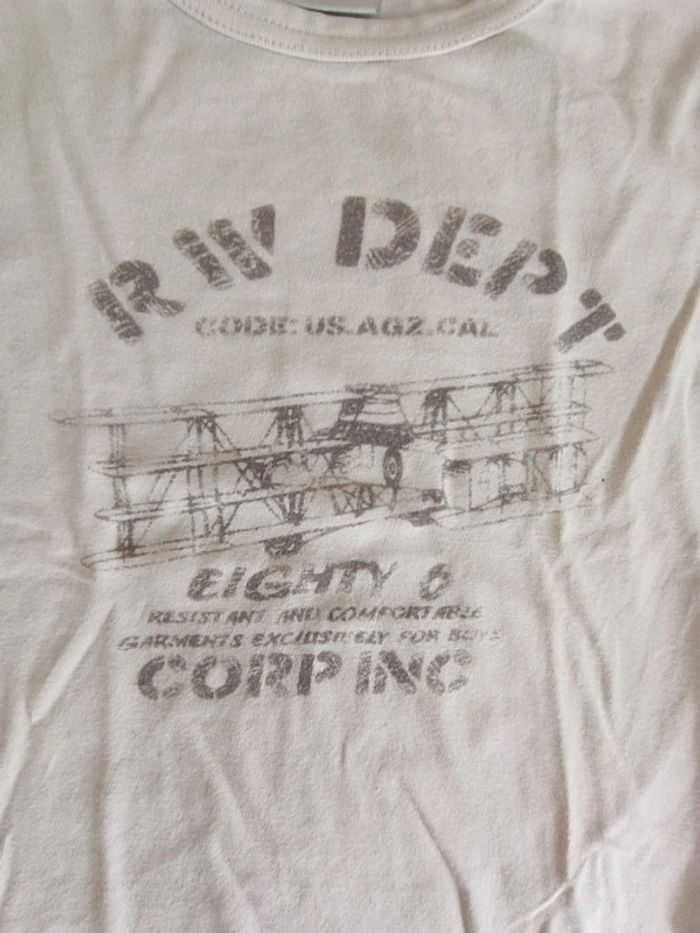 RW DEPT
CODE: US.AGZ.CAL
EIGHTY 6
RESISTANT AND COMFORTABLE
GARMENTS EXCLUSIVELY FOR BOYS
CORP INC